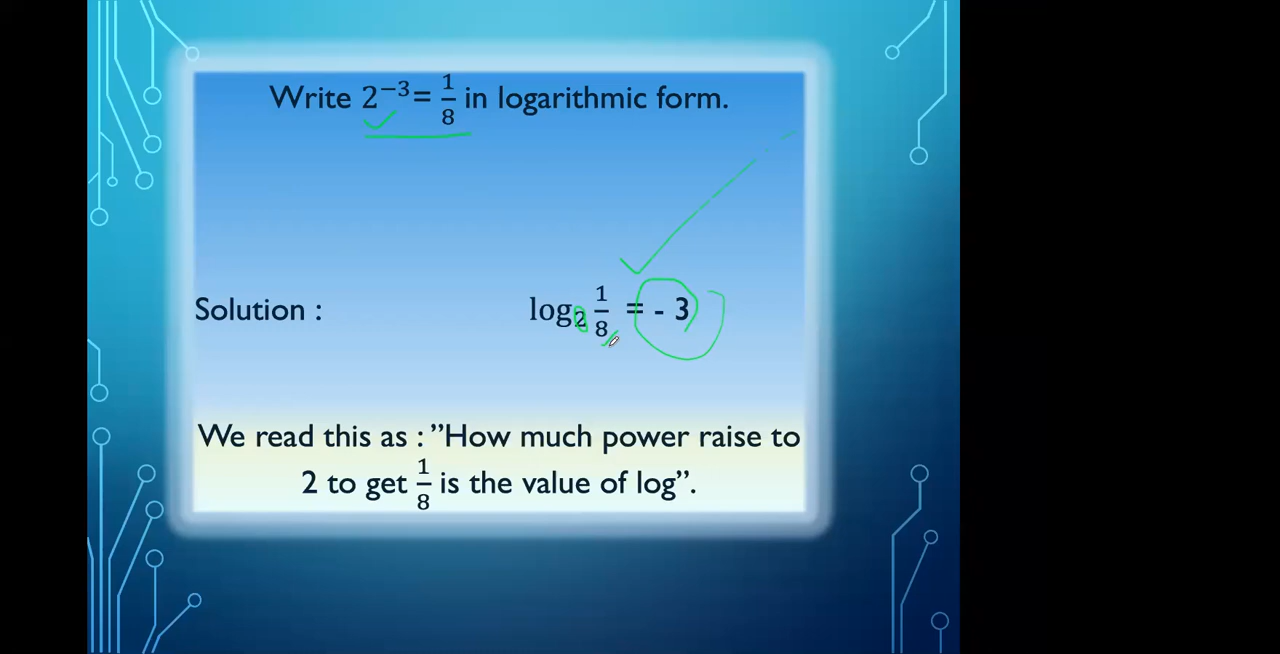 Write 2⁻³= 1/8 in logarithmic form.
Solution : log₂ 1/8 = - 3
We read this as : ”How much power raise to
2 to get 1/8 is the value of log”.